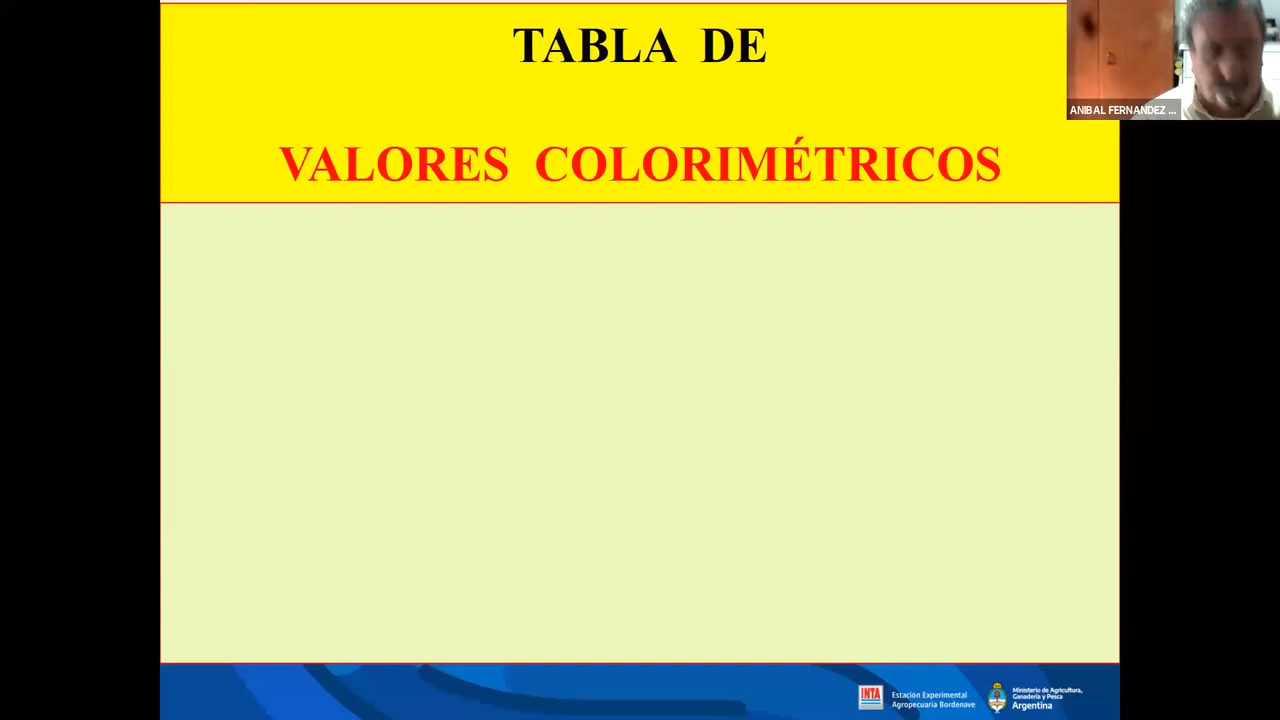 TABLA DE
VALORES COLORIMÉTRICOS
ANIBAL FERNANDEZ ...
INTA
Estación Experimental
Agropecuaria Bordenave
Ministerio de Agricultura,
Ganadería y Pesca
Argentina